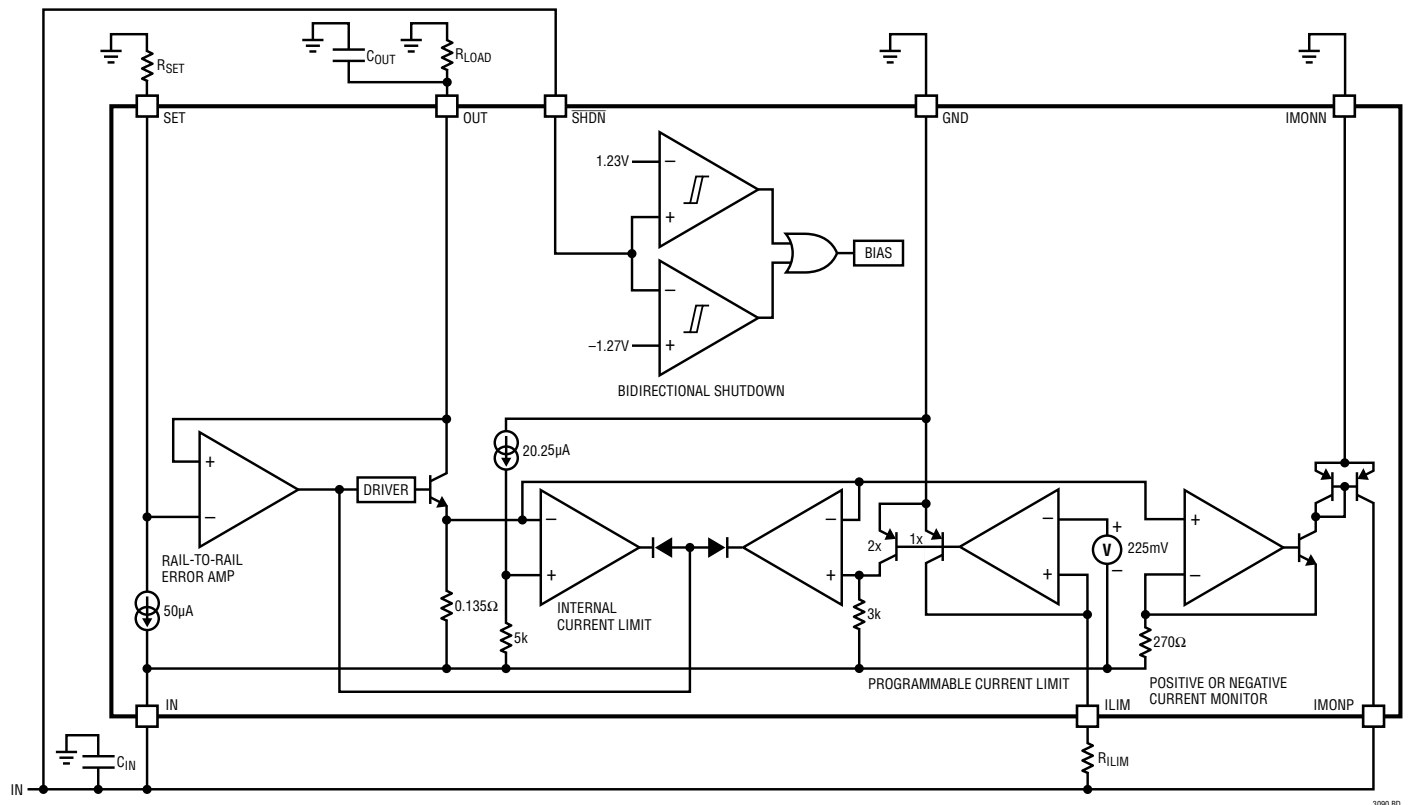 RSET
COUT
RLOAD
SET
OUT
SHDN
GND
IMONN
1.23V
−
+
−
−1.27V
+
BIAS
BIDIRECTIONAL SHUTDOWN
+
−
RAIL-TO-RAIL
ERROR AMP
DRIVER
20.25µA
−
+
INTERNAL
CURRENT LIMIT
−
+
2x
1x
−
+
+
V
−
225mV
+
−
50µA
0.135Ω
5k
3k
270Ω
PROGRAMMABLE CURRENT LIMIT
POSITIVE OR NEGATIVE
CURRENT MONITOR
IN
ILIM
IMONP
CIN
RILIM
IN
3090 BD